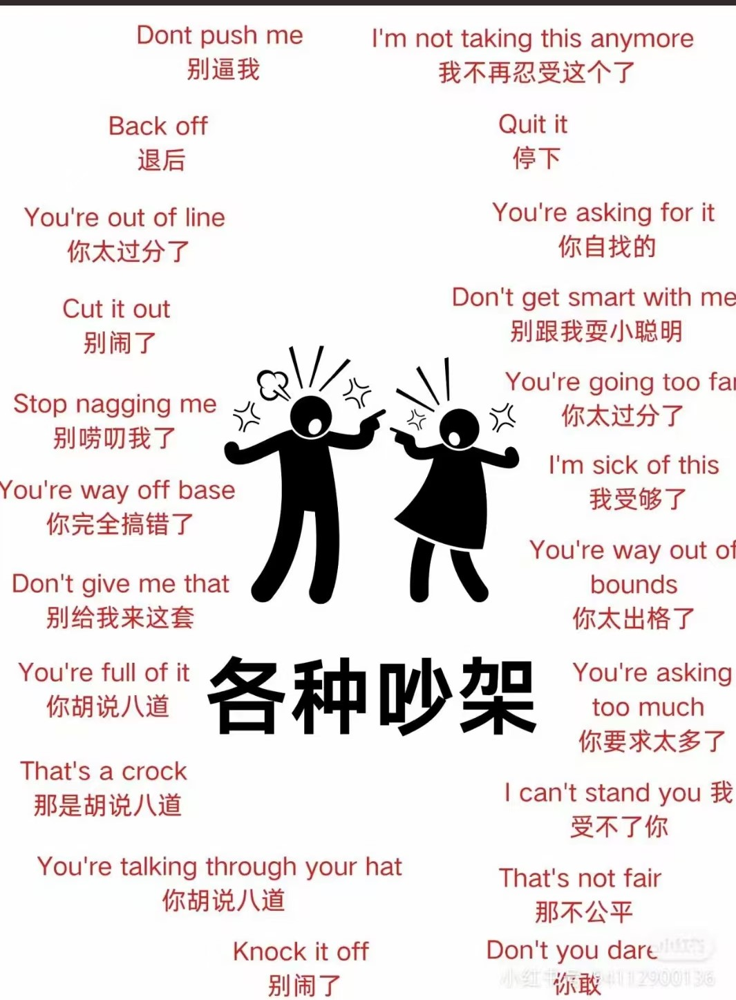 Dont push me
别逼我
I'm not taking this anymore
我不再忍受这个了
Back off
退后
Quit it
停下
You're out of line
你太过分了
You're asking for it
你自找的
Cut it out
别闹了
Don't get smart with me
别跟我耍小聪明
Stop nagging me
别唠叨我了
You're going too far
你太过分了
You're way off base
你完全搞错了
I'm sick of this
我受够了
Don't give me that
别给我来这套
You're way out of
bounds
你太出格了
You're full of it
你胡说八道
各种吵架
You're asking
too much
你要求太多了
That's a crock
那是胡说八道
I can't stand you 我
受不了你
You're talking through your hat
你胡说八道
That's not fair
那不公平
Knock it off
别闹了
Don't you dare
你敢
小红书号
94112900136